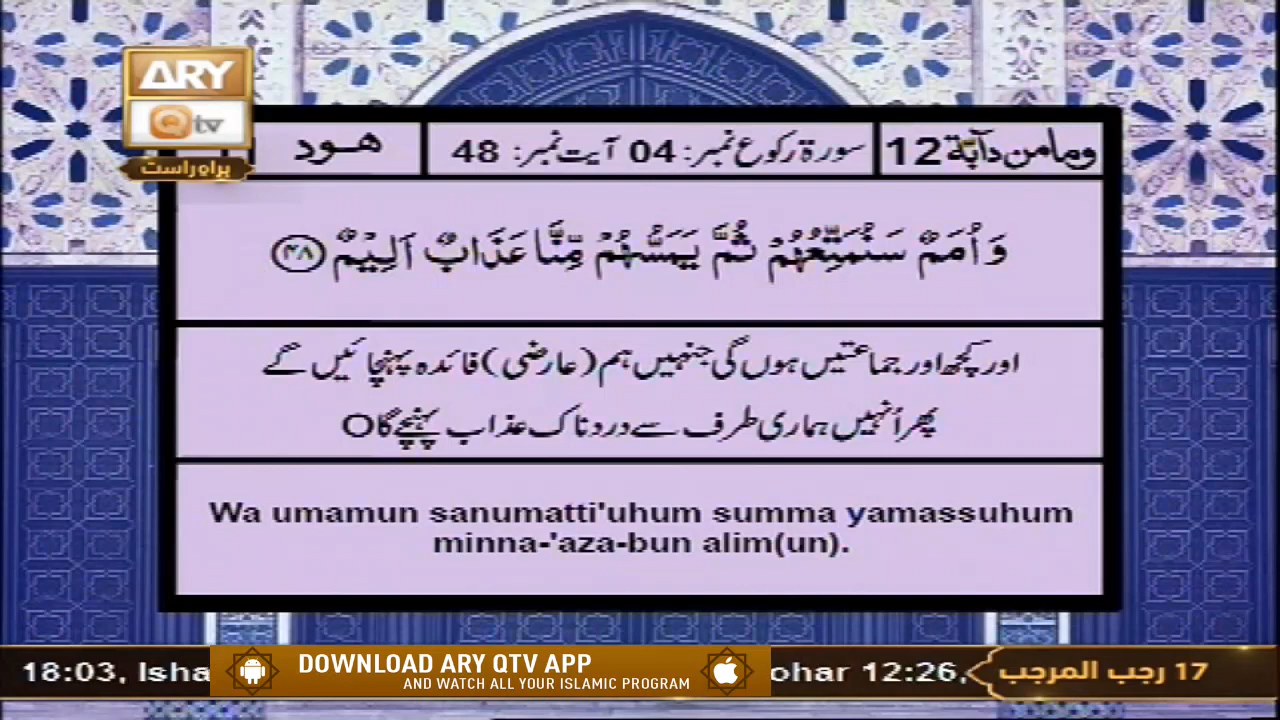 ARY
Qtv
براہ راست
ھود
سورۃ رکوع نمبر: 04 آیت نمبر: 48
ومامن دآبة 12
وَاُمَمٌ سَنُمَتِّعُهُمْ ثُمَّ يَمَسُّهُمْ مِّنَّا عَذَابٌ اَلِيْمٌ ﴿۴۸﴾
اور کچھ اور جماعتیں ہوں گی جنہیں ہم (عارضی) فائدہ پہنچائیں گے
پھر اُنہیں ہماری طرف سے دردناک عذاب پہنچے گا○
Wa umamun sanumatti'uhum summa yamassuhum
minna-'aza-bun alim(un).
18:03, Isha
DOWNLOAD ARY QTV APP
AND WATCH ALL YOUR ISLAMIC PROGRAM
ohar 12:26,
17 رجب المرجب